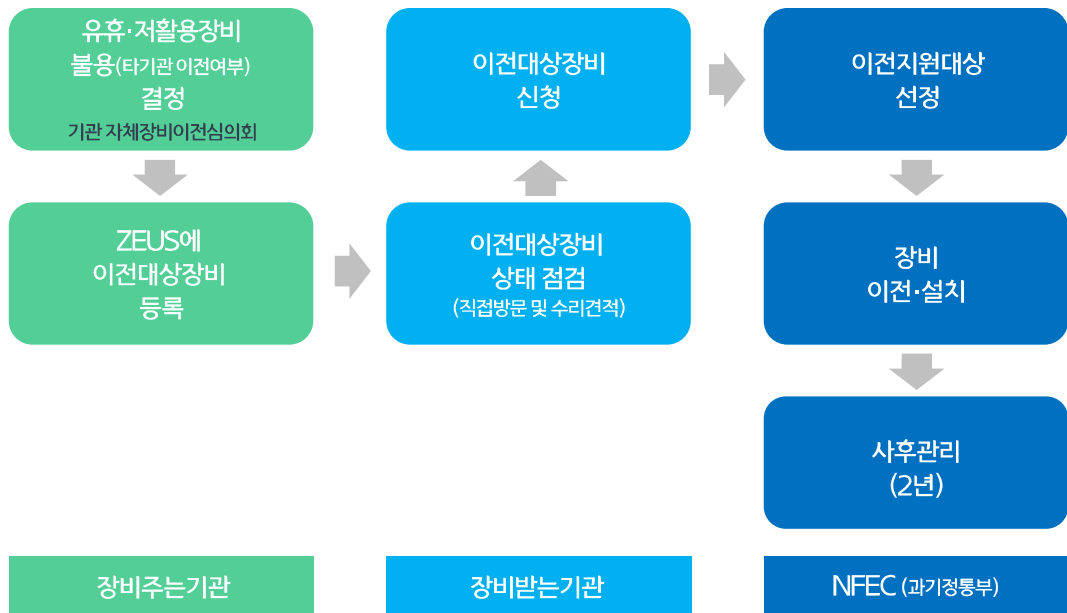 유휴·저활용장비
불용(타기관 이전여부)
결정
기관 자체장비이전심의회
ZEUS에
이전대상장비
등록
이전대상장비
상태 점검
(직접방문 및 수리견적)
이전대상장비
신청
이전지원대상
선정
장비
이전·설치
사후관리
(2년)
장비주는기관
장비받는기관
NFEC (과기정통부)